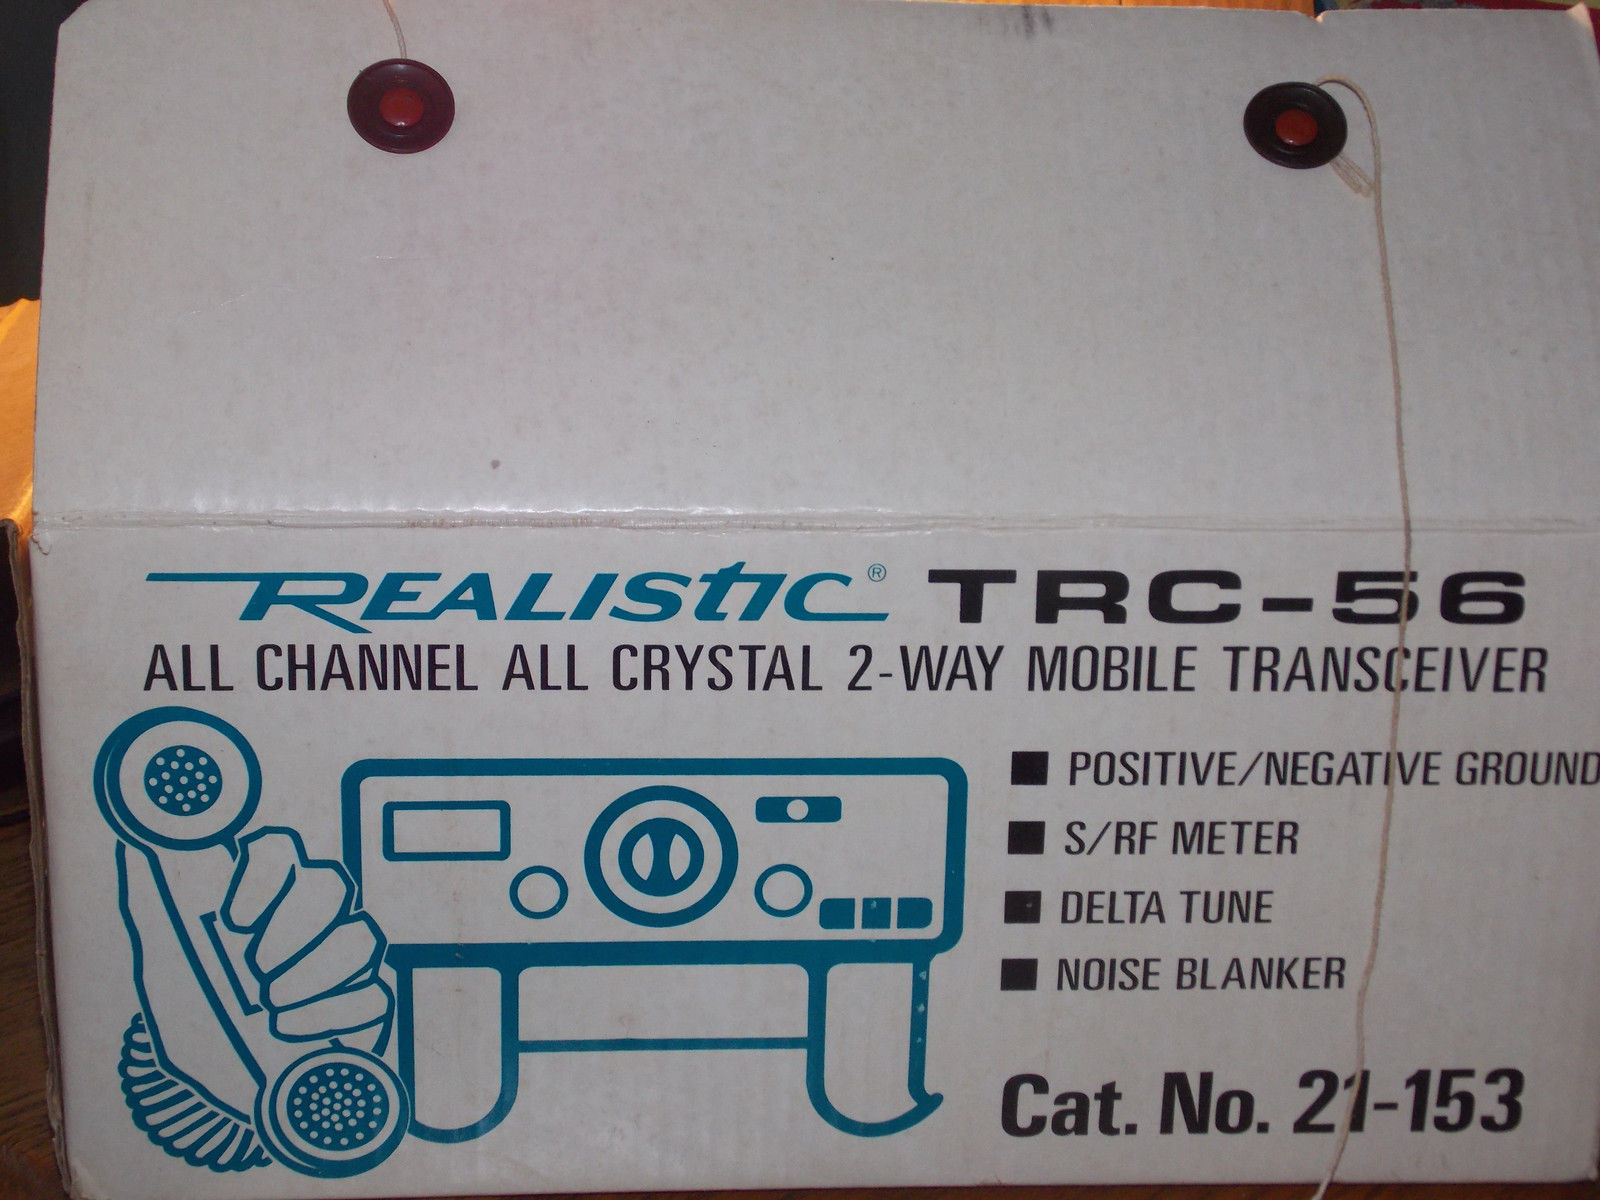 REALISTIC® TRC-56
ALL CHANNEL ALL CRYSTAL 2-WAY MOBILE TRANSCEIVER
■ POSITIVE/NEGATIVE GROUND
■ S/RF METER
■ DELTA TUNE
■ NOISE BLANKER
Cat. No. 21-153